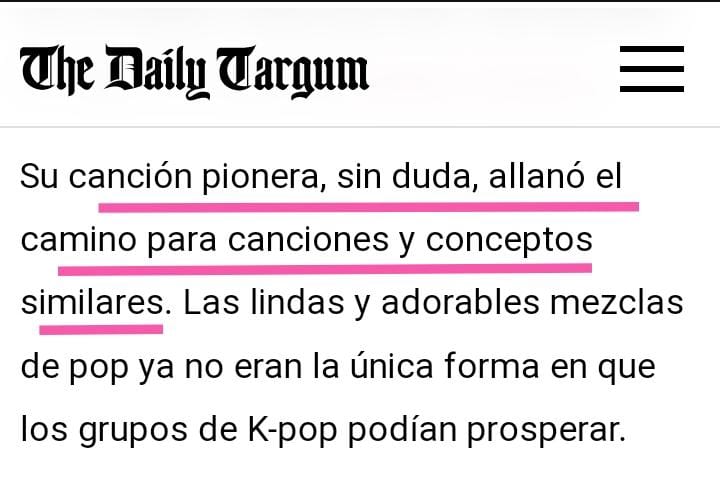 The Daily Targum
Su canción pionera, sin duda, allanó el
camino para canciones y conceptos
similares. Las lindas y adorables mezclas
de pop ya no eran la única forma en que
los grupos de K-pop podían prosperar.